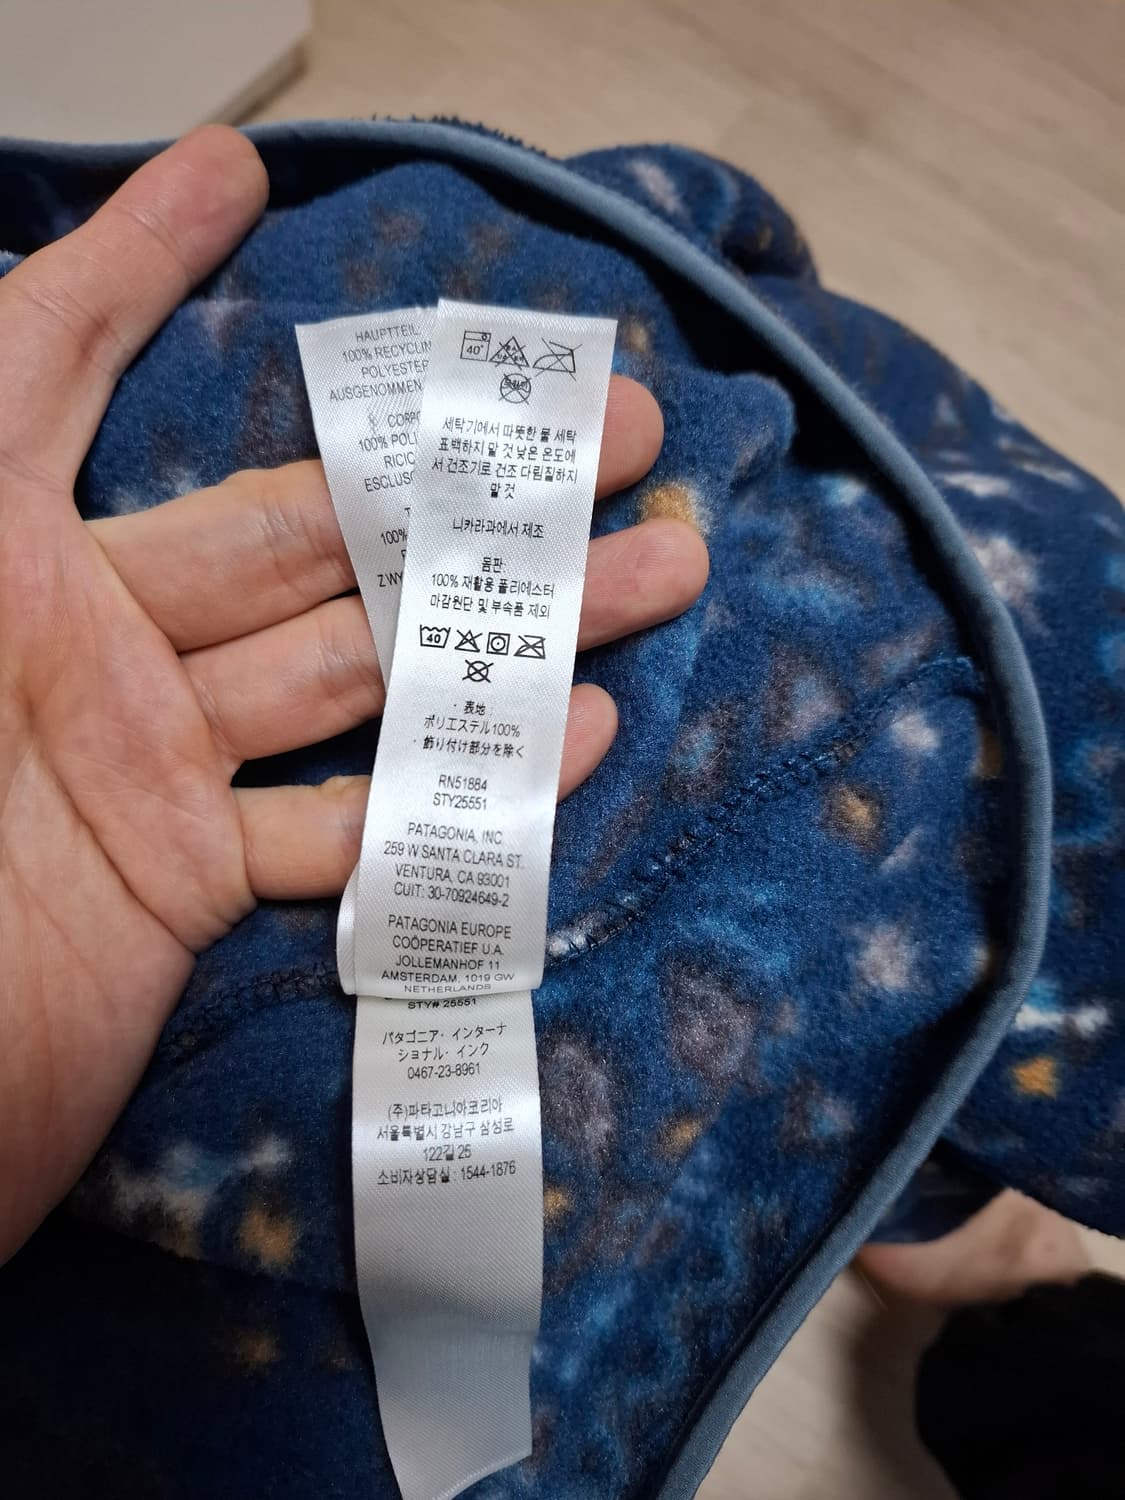 HAUPTTEIL
100% RECYCLIN
POLYESTER
AUSGENOMMEN
CORPO
100% POLI
RICIC
ESCLUSO
100%
Z WY
40°
세탁기에서 따뜻한 물 세탁
표백하지 말 것 낮은 온도에
서 건조기로 건조 다림질하지
말 것
니카라과에서 제조
몸판:
100% 재활용 폴리에스터
마감원단 및 부속품 제외
40
・表地:
ポリエステル100%
・飾り付け部分を除く
RN51884
STY25551
PATAGONIA, INC
259 W SANTA CLARA ST.
VENTURA, CA 93001
CUIT: 30-70924649-2
PATAGONIA EUROPE
COÖPERATIEF U.A.
JOLLEMANHOF 11
AMSTERDAM, 1019 GW
NETHERLANDS
STY# 25551
パタゴニア・インターナ
ショナル・インク
0467-23-8961
(주)파타고니아코리아
서울특별시 강남구 삼성로
122길 25
소비자상담실 : 1544-1876